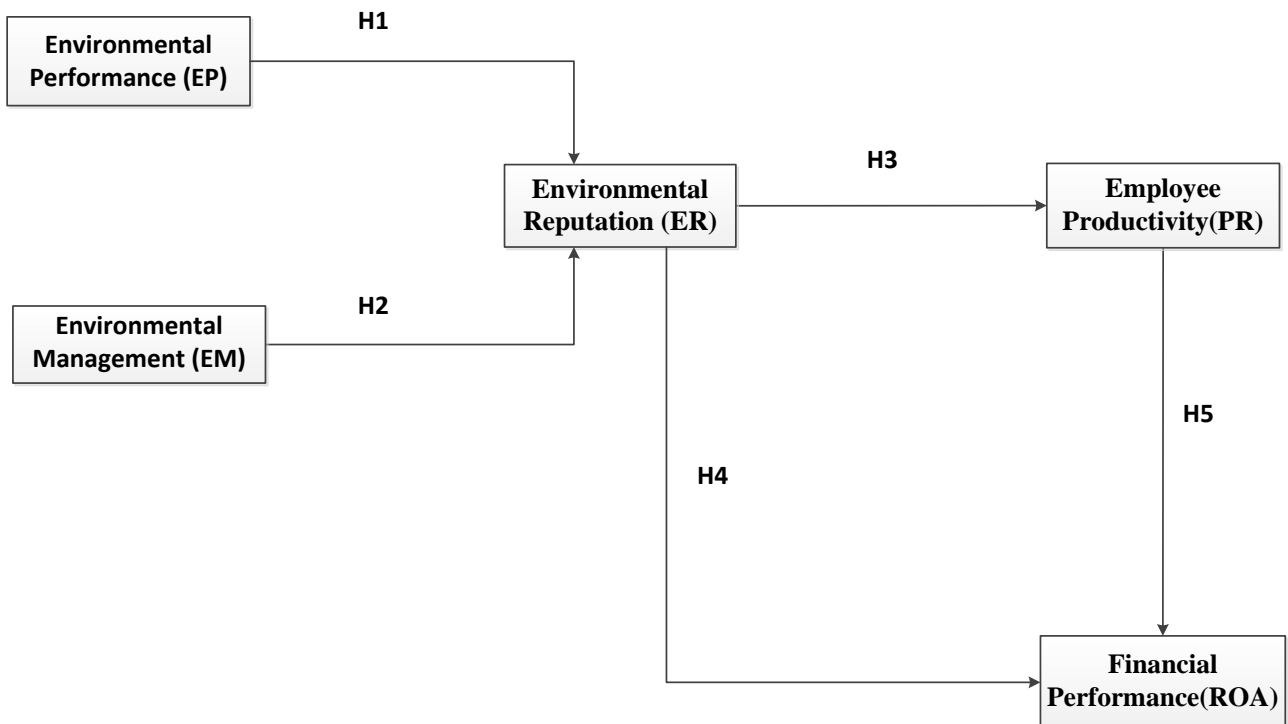 H1
Environmental
Performance (EP)
H3
Environmental
Reputation (ER)
Employee
Productivity(PR)
H2
Environmental
Management (EM)
H5
H4
Financial
Performance(ROA)